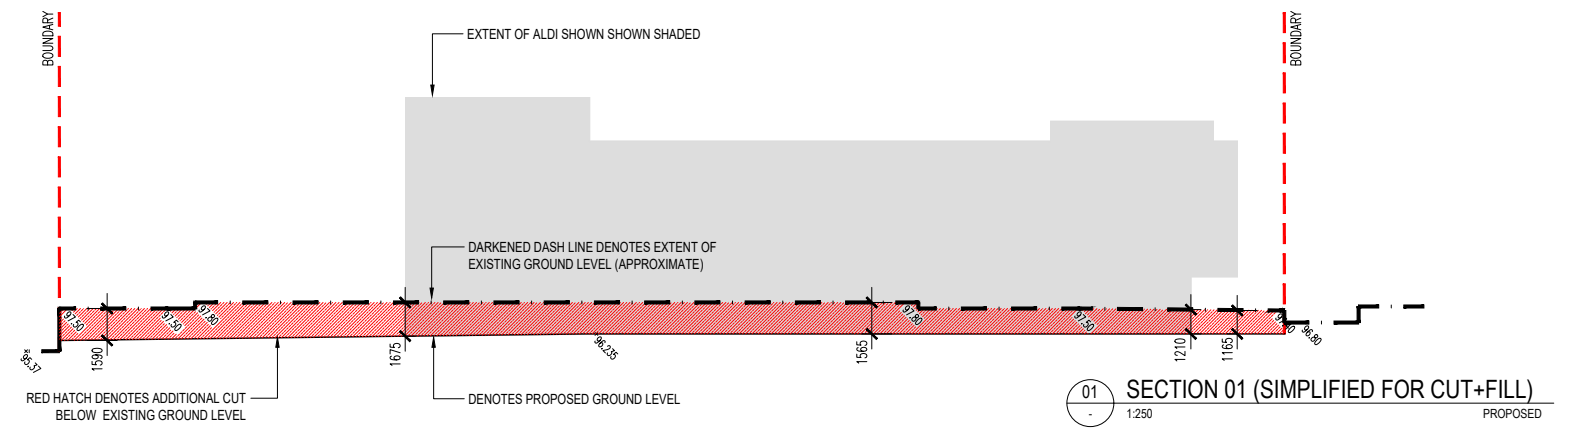 BOUNDARY
EXTENT OF ALDI SHOWN SHOWN SHADED
BOUNDARY
DARKENED DASH LINE DENOTES EXTENT OF
EXISTING GROUND LEVEL (APPROXIMATE)
97.50
97.50
97.80
97.80
97.50
96.80
95.37
1590
1675
96.235
1565
1210
1165
RED HATCH DENOTES ADDITIONAL CUT
BELOW EXISTING GROUND LEVEL
DENOTES PROPOSED GROUND LEVEL
01
-
SECTION 01 (SIMPLIFIED FOR CUT+FILL)
1:250
PROPOSED